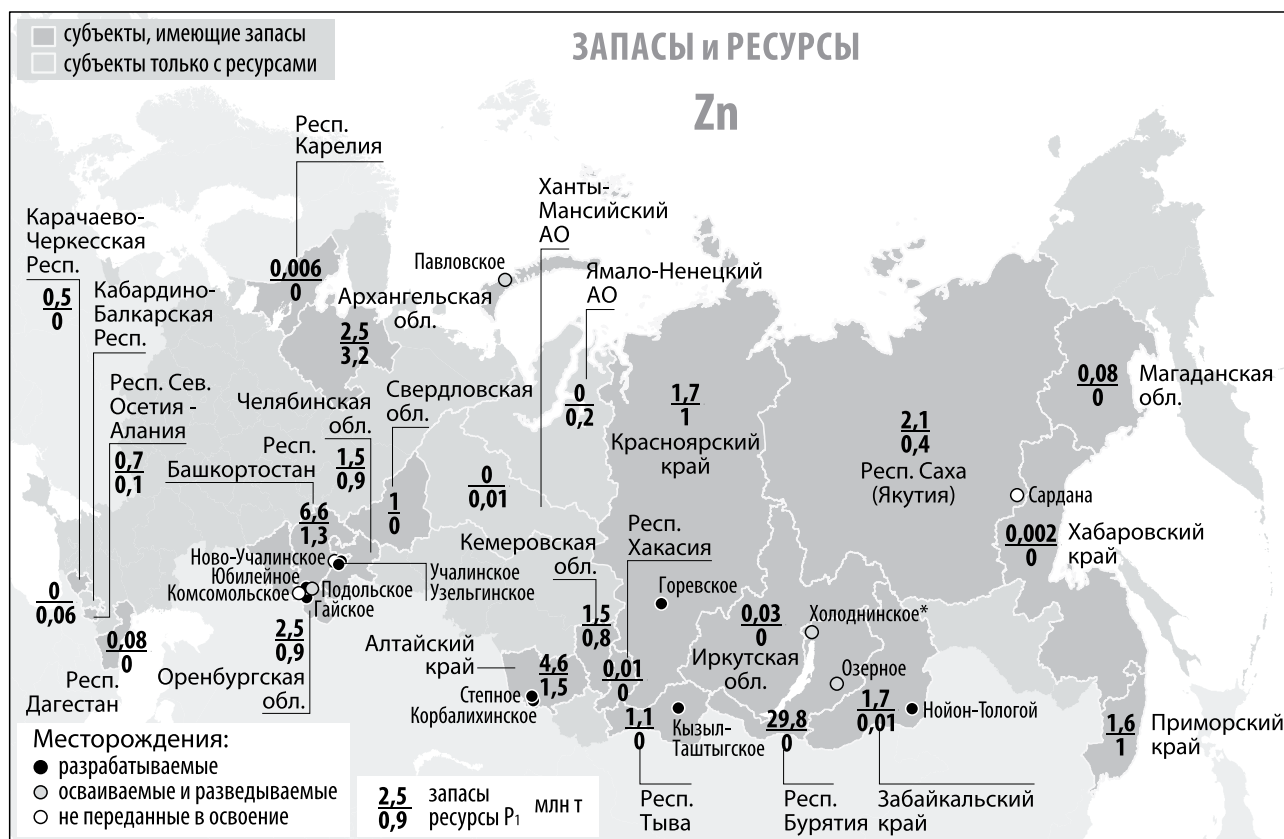 субъекты, имеющие запасы
субъекты только с ресурсами
ЗАПАСЫ и РЕСУРСЫ
Zn
Респ.
Карелия
0,006
0
Карачаево-
Черкесская
Респ.
0,5
0
Кабардино-
Балкарская
Респ.
Респ. Сев.
Осетия -
Алания
0,7
0,1
Архангельская
обл.
2,5
3,2
Павловское
Ханты-
Мансийский
АО
Ямало-Ненецкий
АО
0
0,2
Челябинская
обл.
1,5
0,9
Свердловская
обл.
1
0
Респ.
Башкортостан
6,6
1,3
0
0,01
1,7
1
Красноярский
край
2,1
0,4
Респ. Саха
(Якутия)
0,08
0
Магаданская
обл.
Сардана
0,002
0
Хабаровский
край
Ново-Учалинское
Юбилейное
Комсомольское
Подольское
Гайское
Учалинское
Узельгинское
Кемеровская
обл.
1,5
0,8
Респ.
Хакасия
0,01
0
Горевское
0,03
0
Иркутская
обл.
Холоднинское*
Озерное
0
0,06
0,08
0
Респ.
Дагестан
2,5
0,9
Оренбургская
обл.
Алтайский
край
4,6
1,5
Степное
Корбалихинское
1,1
0
Респ.
Тыва
Кызыл-
Таштыгское
29,8
0
Респ.
Бурятия
1,7
0,01
Забайкальский
край
Нойон-Тологой
1,6
1
Приморский
край
Месторождения:
разрабатываемые
осваиваемые и разведываемые
не переданные в освоение
2,5 запасы
0,9 ресурсы P₁ млн т